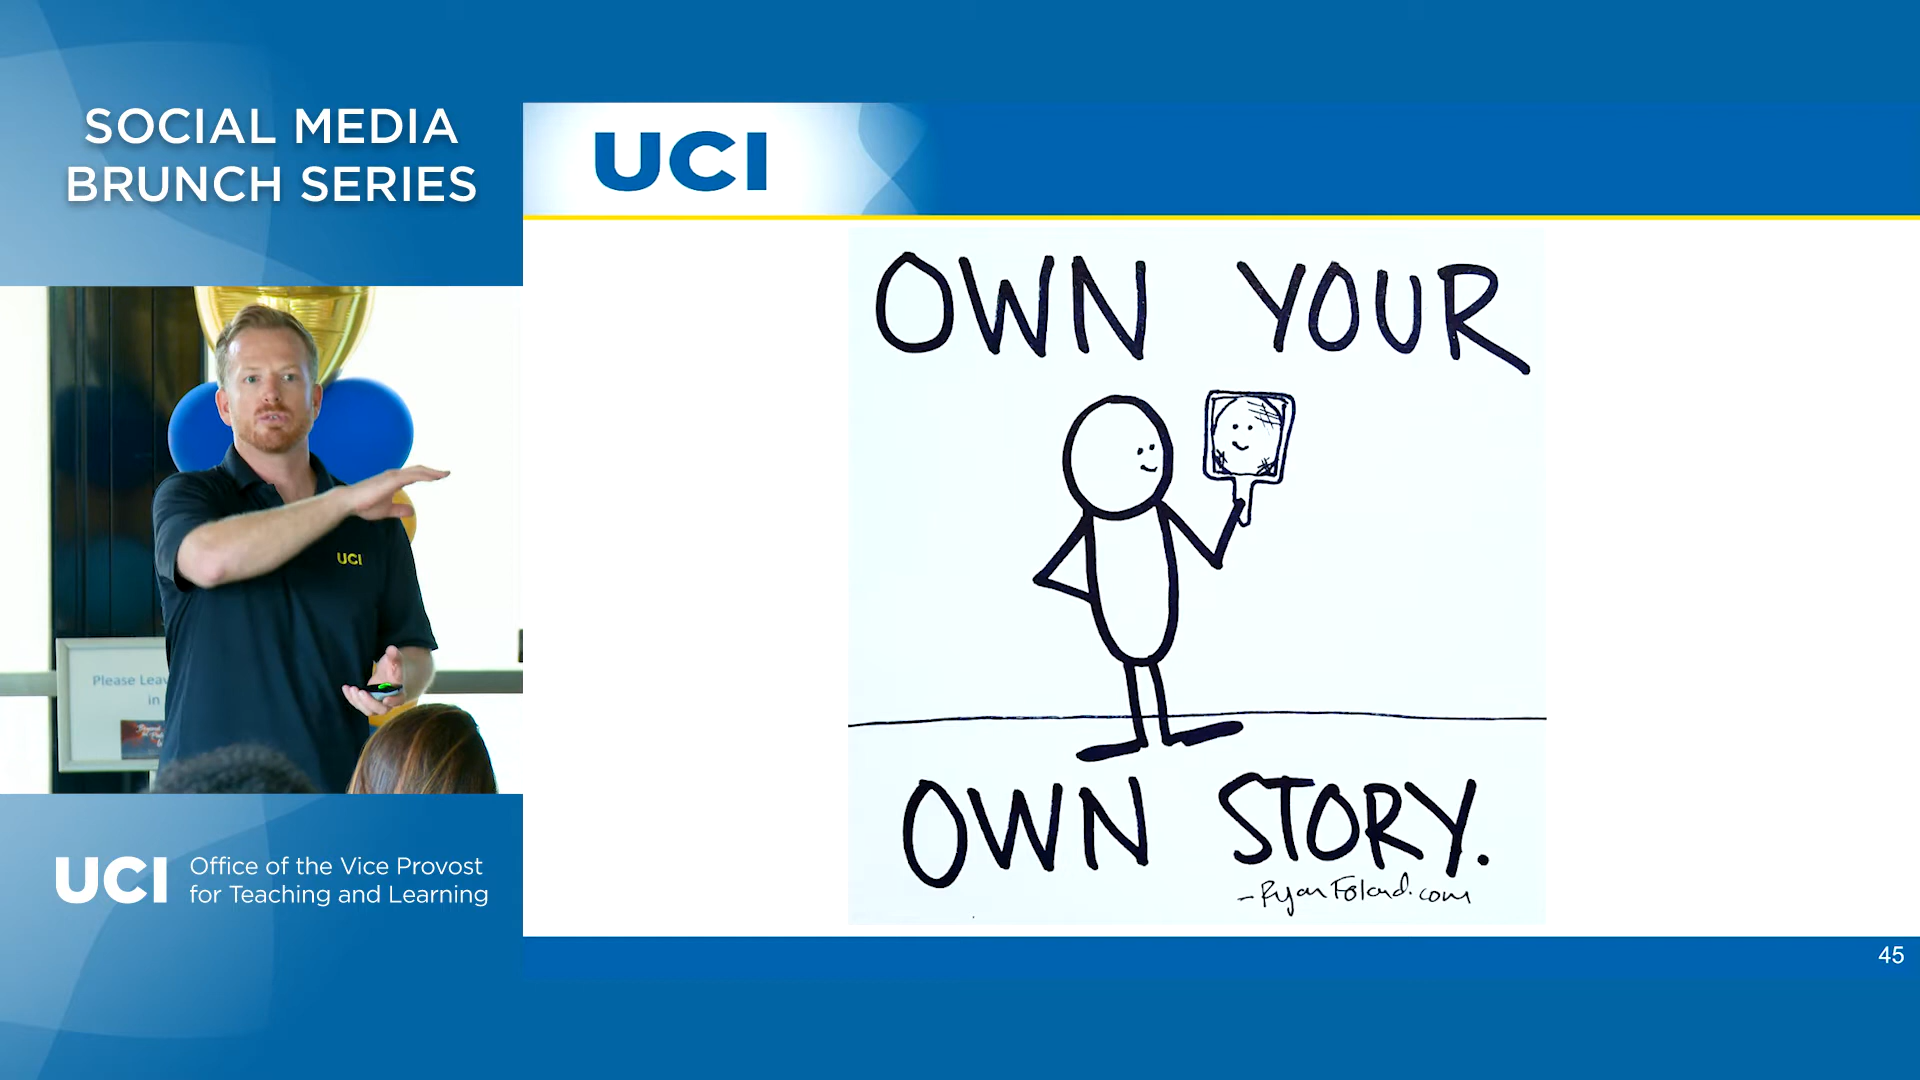 SOCIAL MEDIA
BRUNCH SERIES
UCI
OWN YOUR
OWN STORY.
-RyanFoland.com
UCI
Please Leav
in
UCI Office of the Vice Provost
for Teaching and Learning
45